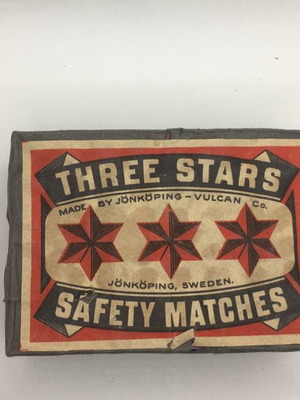 THREE STARS
MADE BY JÖNKÖPING – VULCAN Co.
JÖNKÖPING, SWEDEN.
SAFETY MATCHES